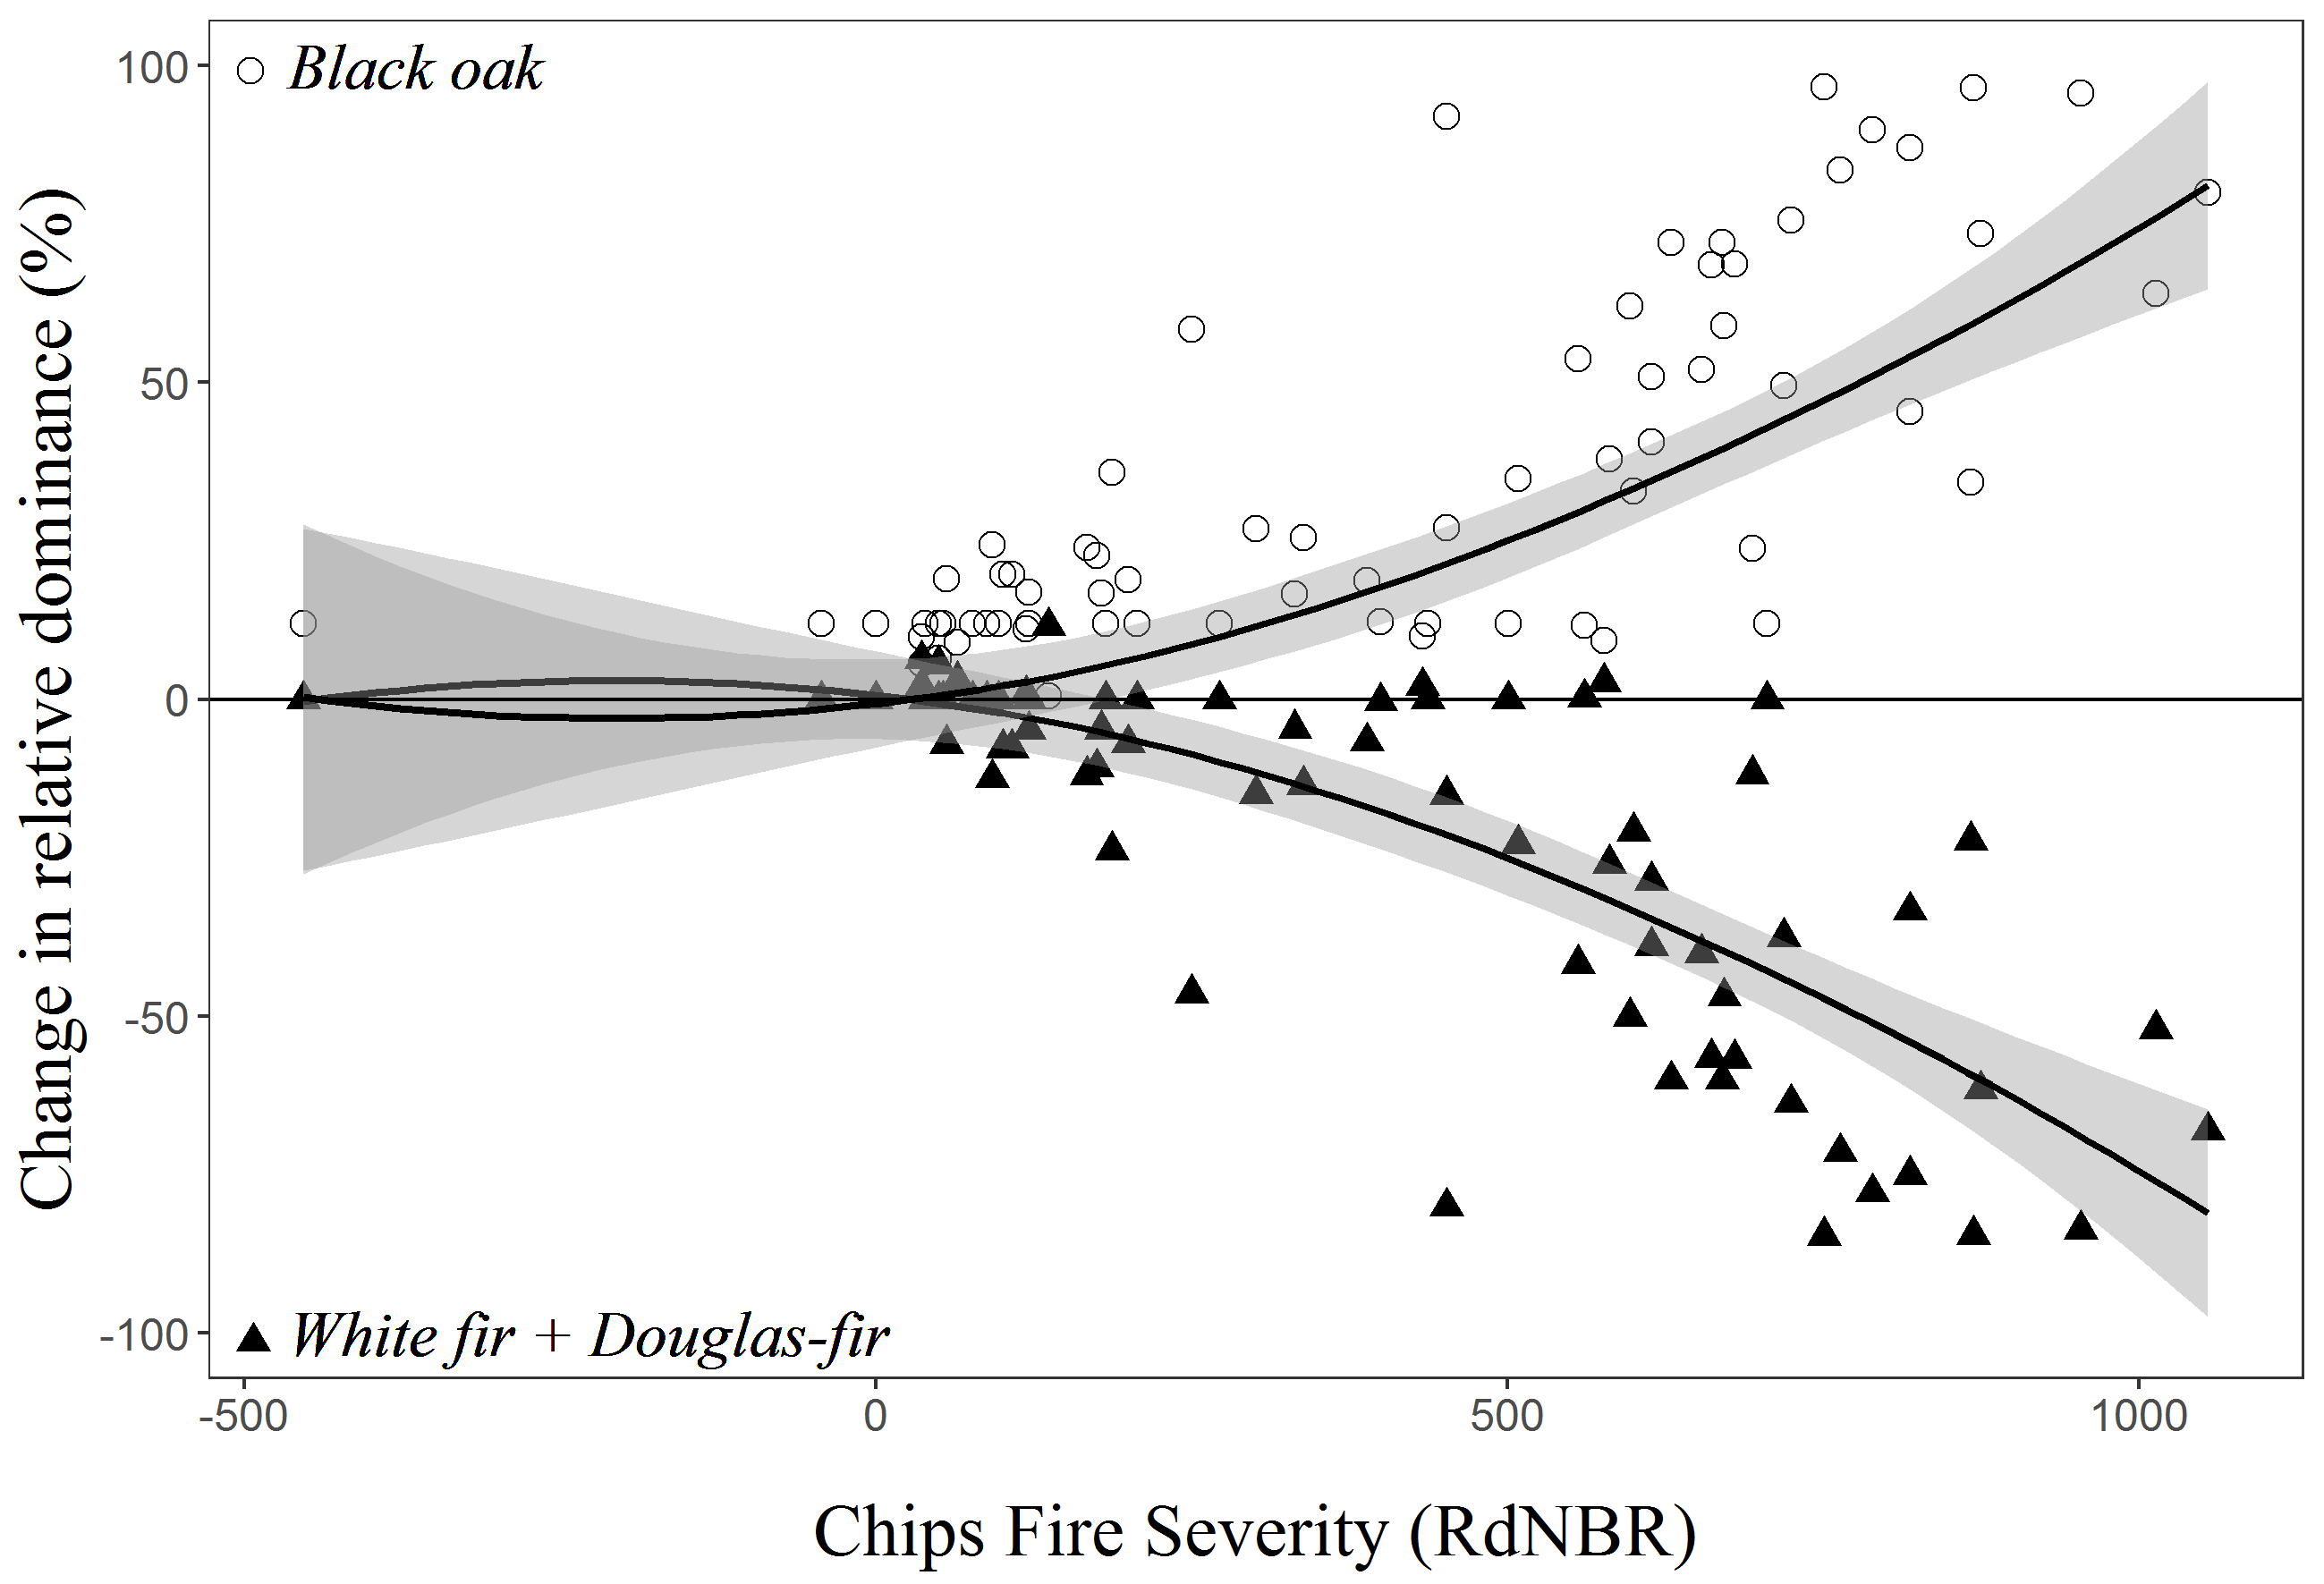 Black oak
100
50
0
-50
-100
Change in relative dominance (%)
White fir + Douglas-fir
-500
0
500
1000
Chips Fire Severity (RdNBR)